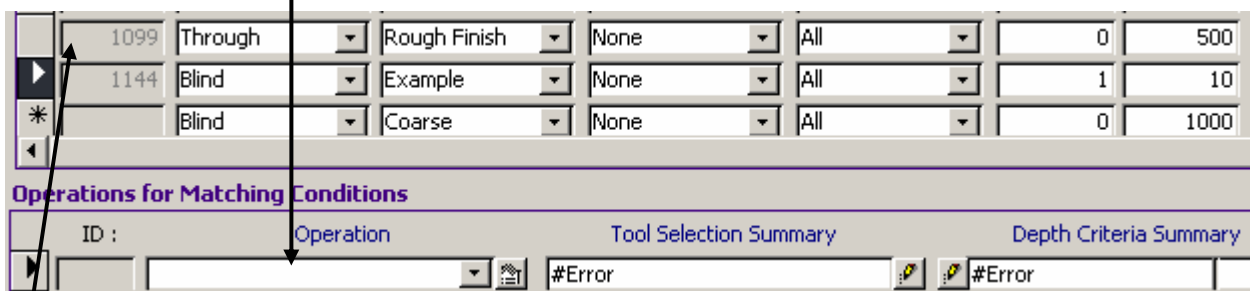 1099 Through Rough Finish None All 0 500
1144 Blind Example None All 1 10
* Blind Coarse None All 0 1000
Operations for Matching Conditions
ID : Operation Tool Selection Summary Depth Criteria Summary
#Error #Error